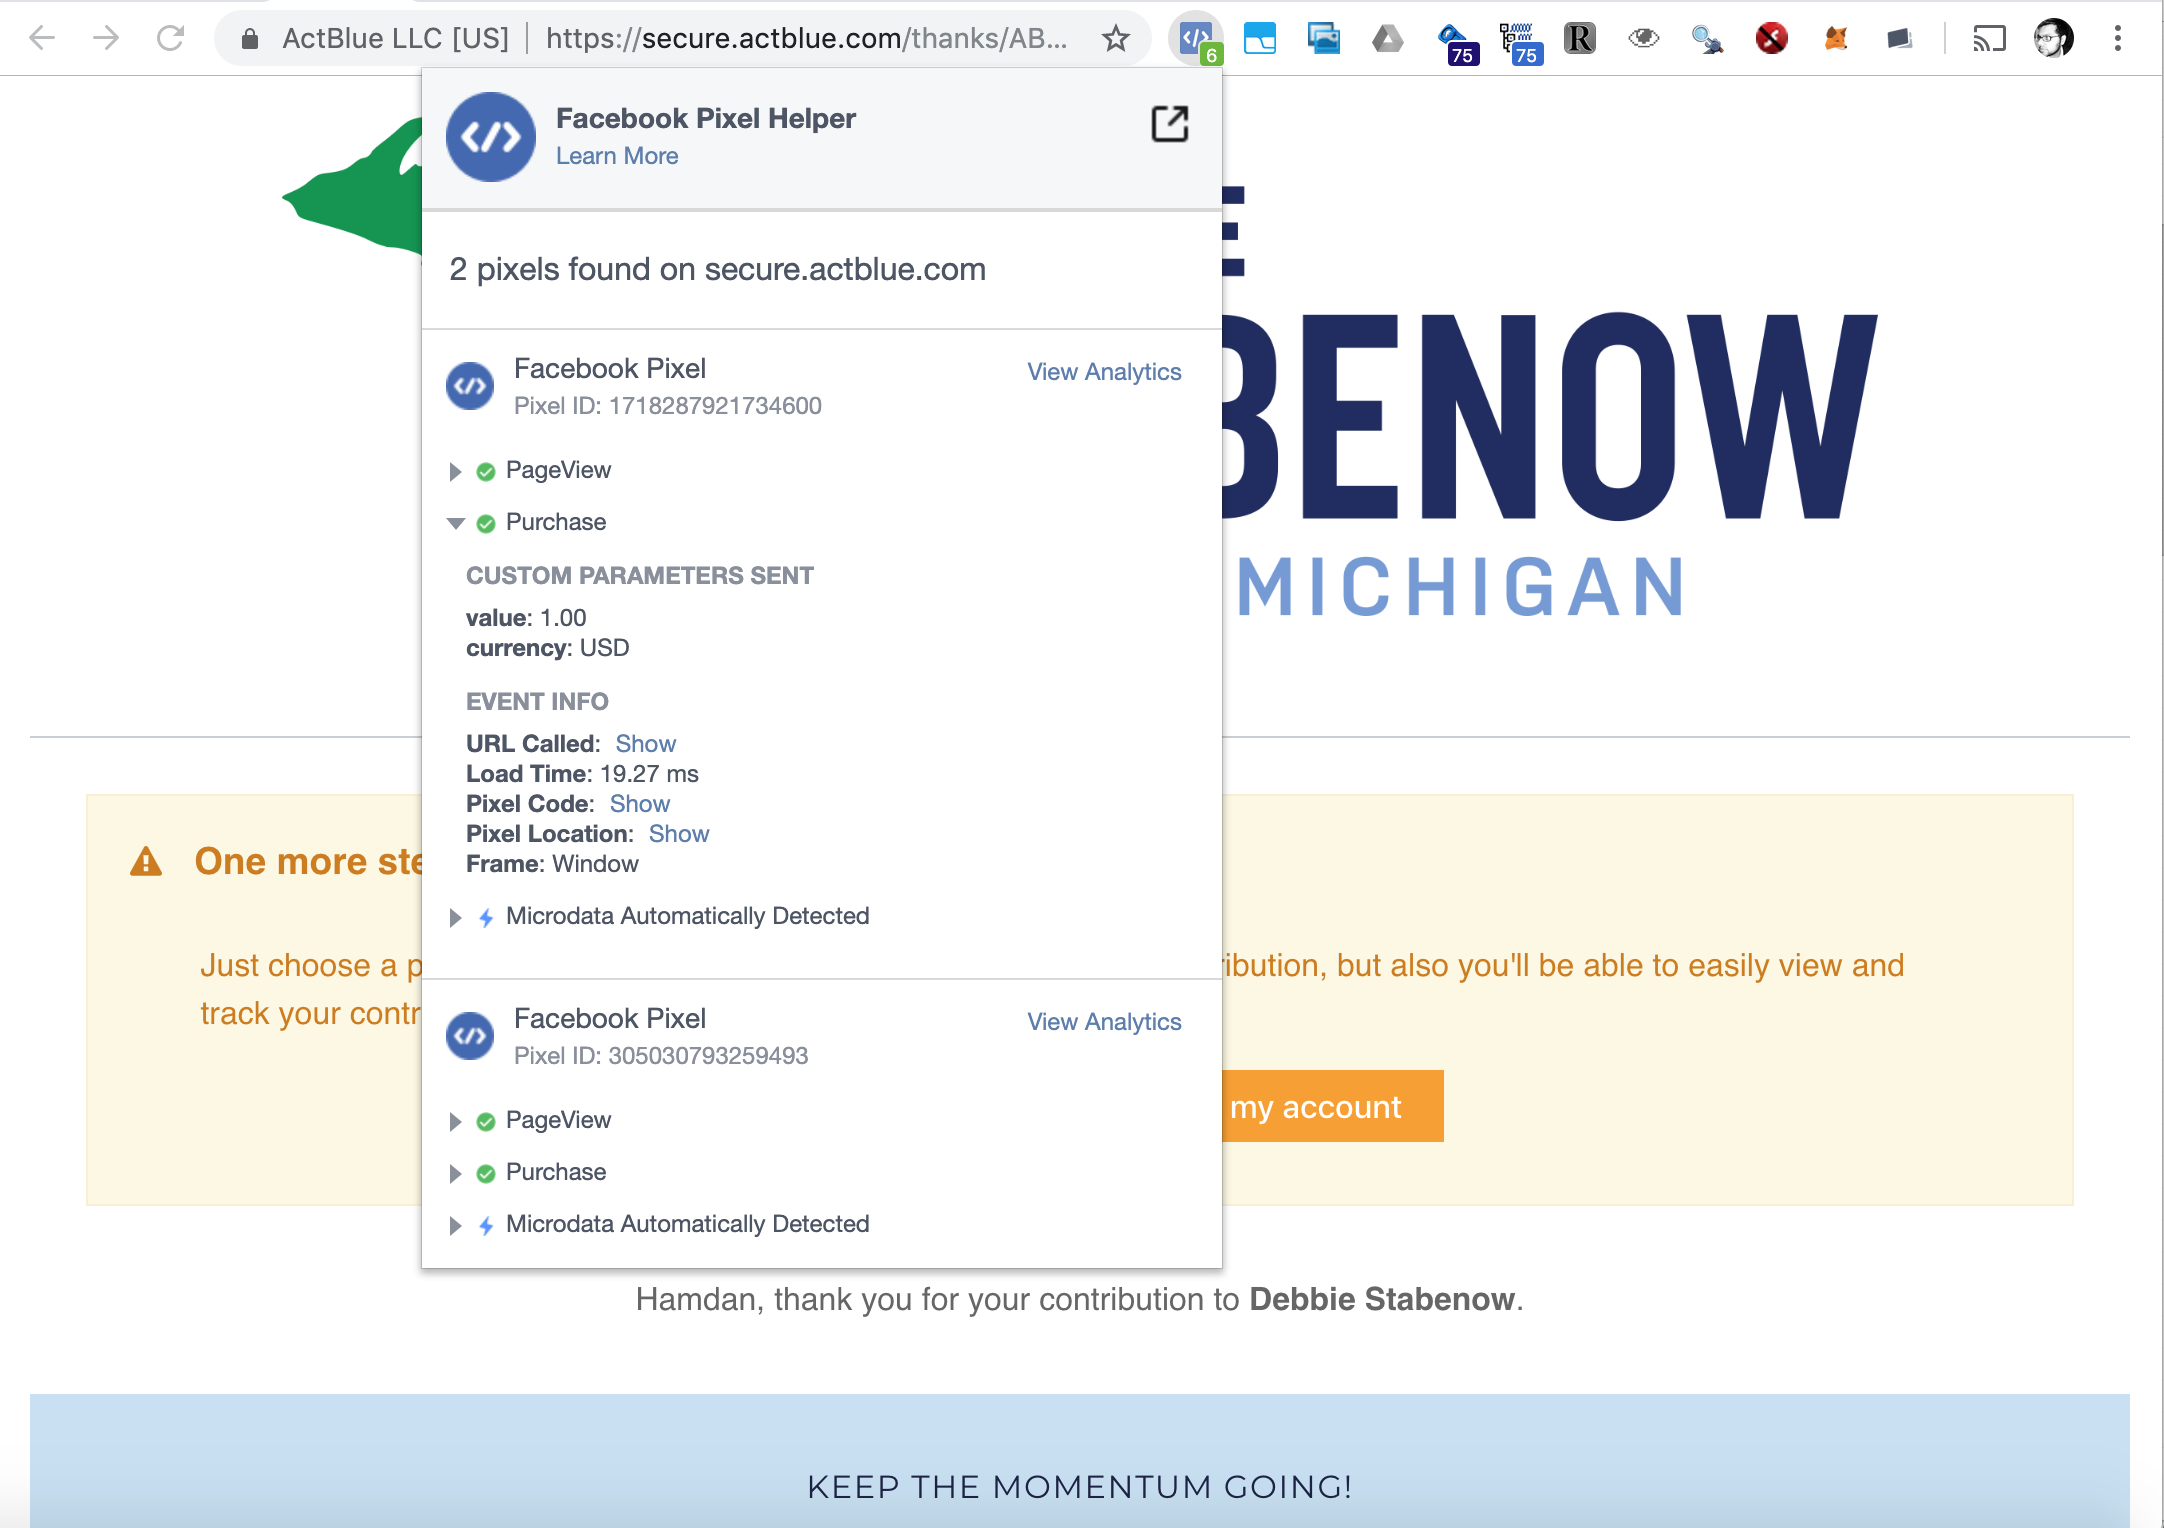 ActBlue LLC [US] | https://secure.actblue.com/thanks/AB...
6
75
75
R
Facebook Pixel Helper
Learn More
2 pixels found on secure.actblue.com
E
BENOW
MICHIGAN
Facebook Pixel
View Analytics
Pixel ID: 1718287921734600
PageView
Purchase
CUSTOM PARAMETERS SENT
value: 1.00
currency: USD
EVENT INFO
URL Called: Show
Load Time: 19.27 ms
Pixel Code: Show
Pixel Location: Show
Frame: Window
Microdata Automatically Detected
One more ste
Just choose a p
ibution, but also you'll be able to easily view and
track your contr
Facebook Pixel
View Analytics
Pixel ID: 305030793259493
PageView
my account
Purchase
Microdata Automatically Detected
Hamdan, thank you for your contribution to Debbie Stabenow.
KEEP THE MOMENTUM GOING!